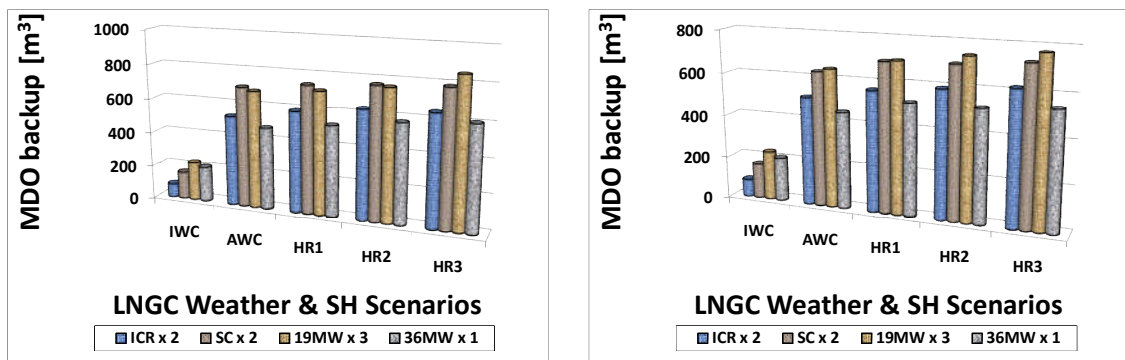 MDO backup [m³]
1000
800
600
400
200
0
IWC
AWC
HR1
HR2
HR3
LNGC Weather & SH Scenarios
ICR x 2 SC x 2 19MW x 3 36MW x 1
MDO backup [m³]
800
600
400
200
0
IWC
AWC
HR1
HR2
HR3
LNGC Weather & SH Scenarios
ICR x 2 SC x 2 19MW x 3 36MW x 1